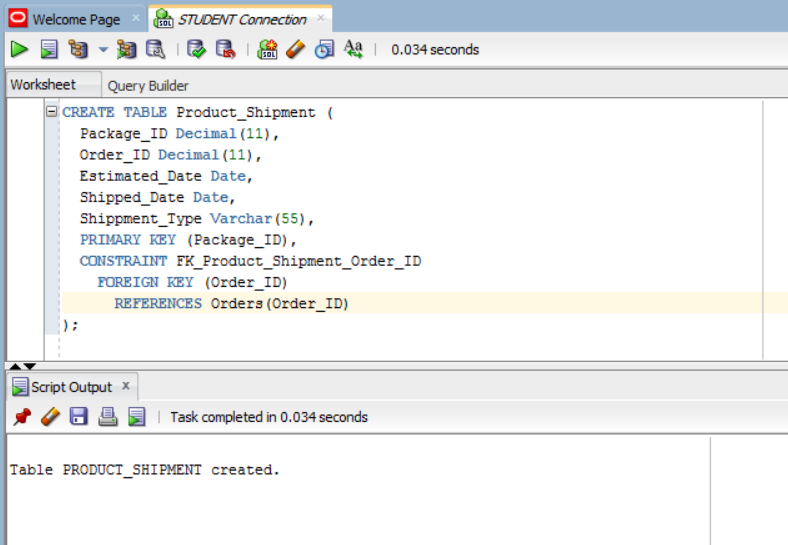 Welcome Page × STUDENT Connection ×
SQL Aa 0.034 seconds
Worksheet Query Builder
CREATE TABLE Product_Shipment (
Package_ID Decimal(11),
Order_ID Decimal(11),
Estimated_Date Date,
Shipped_Date Date,
Shippment_Type Varchar(55),
PRIMARY KEY (Package_ID),
CONSTRAINT FK_Product_Shipment_Order_ID
FOREIGN KEY (Order_ID)
REFERENCES Orders(Order_ID)
);
Script Output x
Task completed in 0.034 seconds
Table PRODUCT_SHIPMENT created.